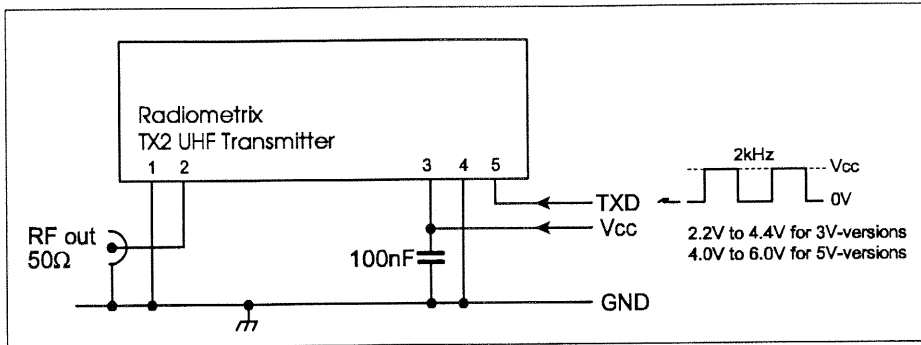 Radiometrix
TX2 UHF Transmitter
1 2 3 4 5
2kHz
Vcc
0V
TXD
Vcc
2.2V to 4.4V for 3V-versions
4.0V to 6.0V for 5V-versions
RF out
50Ω
100nF
GND